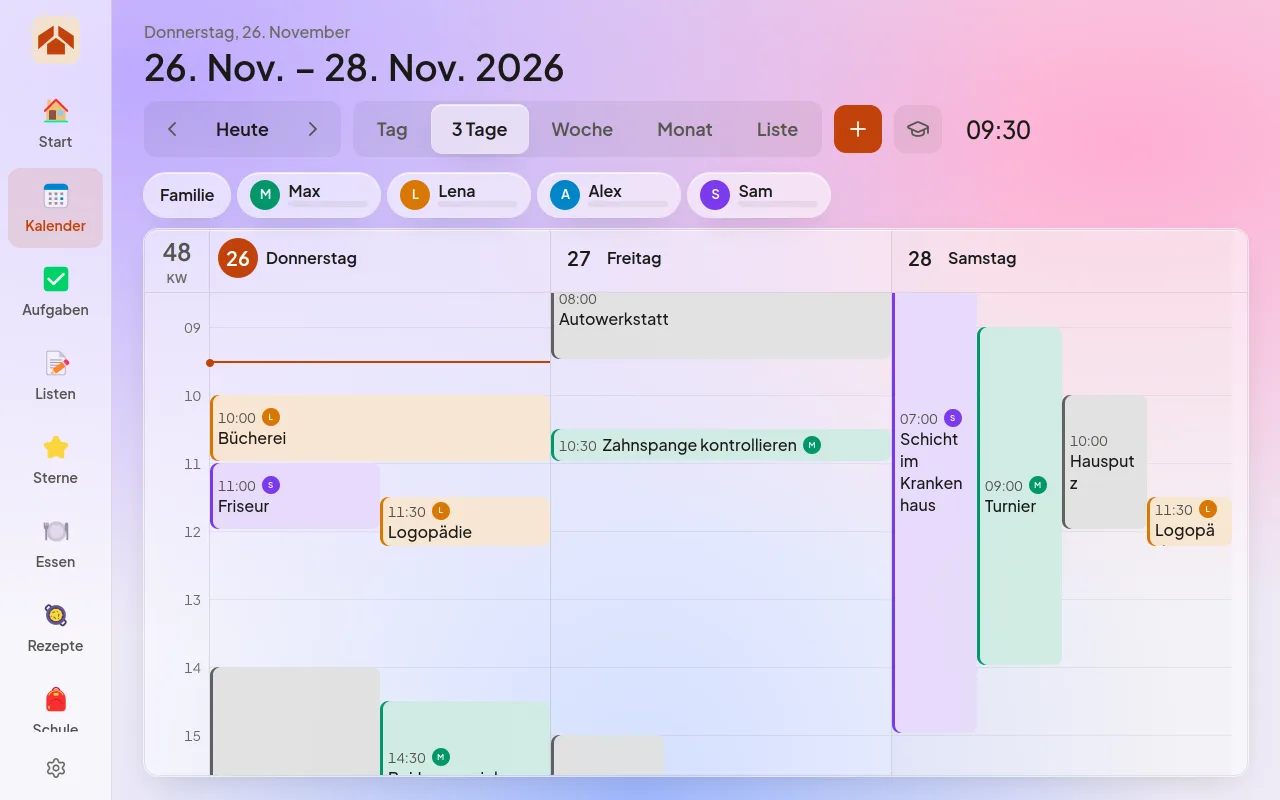 Donnerstag, 26. November
26. Nov. – 28. Nov. 2026
Heute
Tag
3 Tage
Woche
Monat
Liste
09:30
Familie
M Max
L Lena
A Alex
S Sam
Start
Kalender
Aufgaben
Listen
Sterne
Essen
Rezepte
Schule
48
KW
26 Donnerstag
27 Freitag
28 Samstag
09
10
11
12
13
14
15
10:00 L
Bücherei
11:00 S
Friseur
11:30 L
Logopädie
14:30 M
08:00
Autowerkstatt
10:30 Zahnspange kontrollieren M
07:00 S
Schicht
im
Kranken
haus
09:00 M
Turnier
10:00
Hausput
z
11:30 L
Logopä